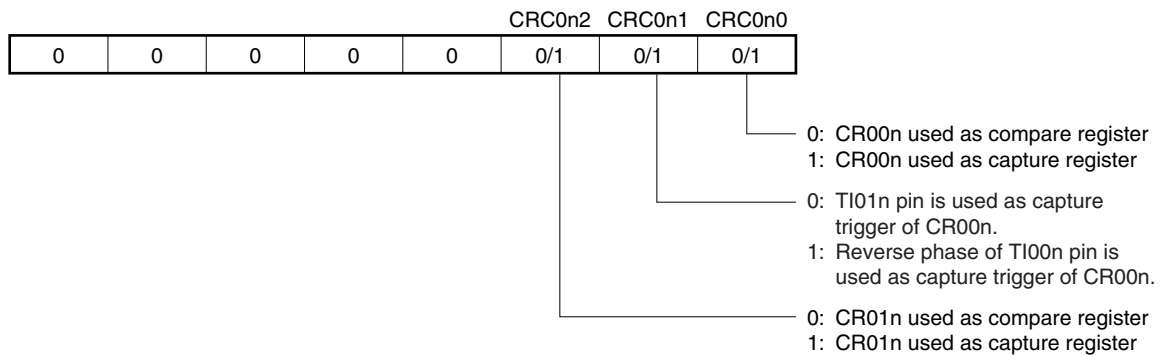 CRC0n2 CRC0n1 CRC0n0
0 0 0 0 0 0/1 0/1 0/1
0: CR00n used as compare register
1: CR00n used as capture register
0: TI01n pin is used as capture
trigger of CR00n.
1: Reverse phase of TI00n pin is
used as capture trigger of CR00n.
0: CR01n used as compare register
1: CR01n used as capture register